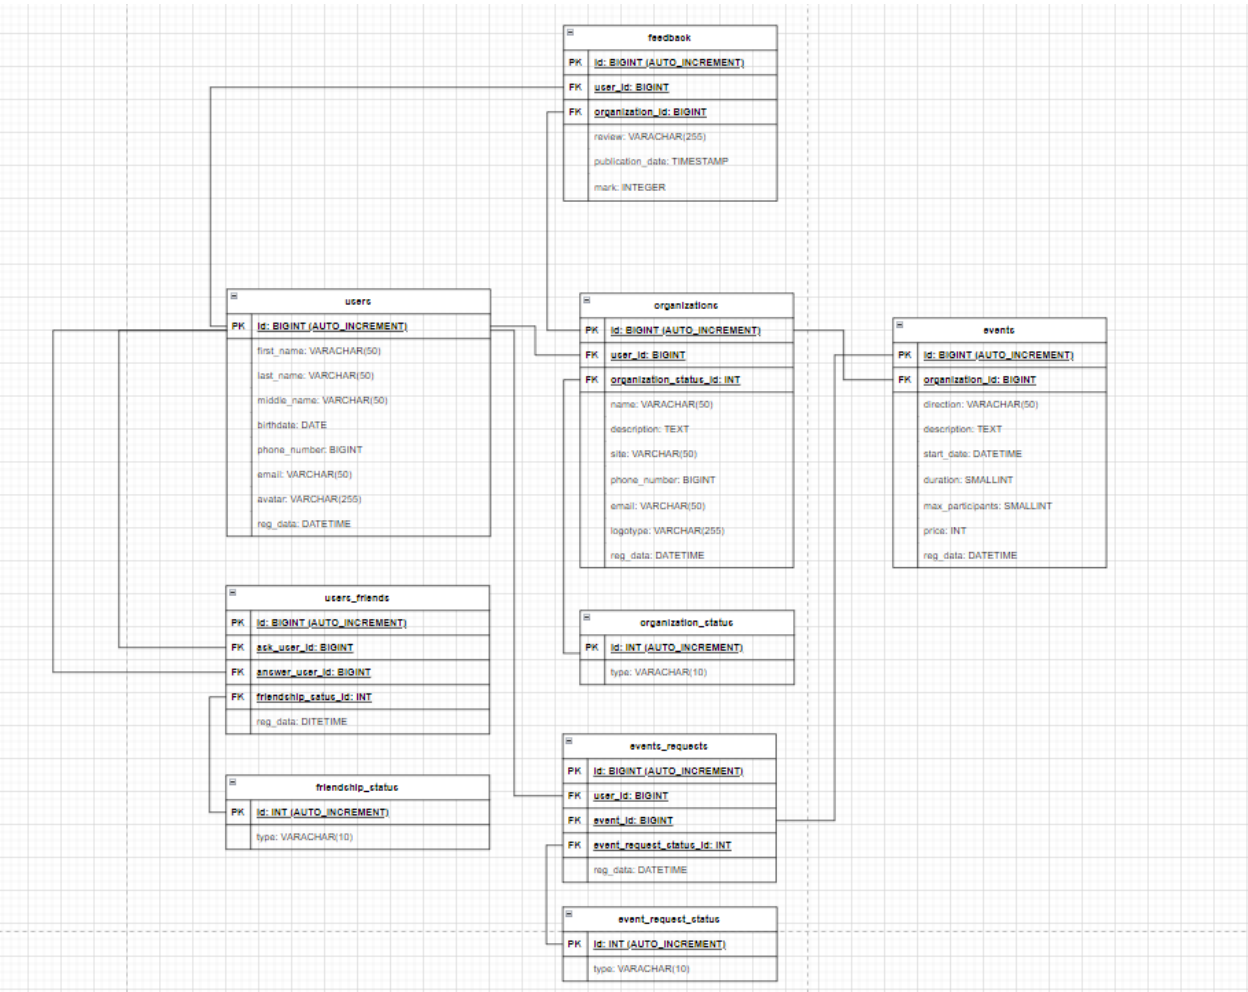 feedback
PK Id: BIGINT (AUTO_INCREMENT)
FK user_Id: BIGINT
FK organization_Id: BIGINT
review: VARACHAR(255)
publication_date: TIMESTAMP
mark: INTEGER
users
PK Id: BIGINT (AUTO_INCREMENT)
first_name: VARACHAR(50)
last_name: VARCHAR(50)
middle_name: VARCHAR(50)
birthdate: DATE
phone_number: BIGINT
email: VARCHAR(50)
avatar: VARCHAR(255)
reg_data: DATETIME
organizations
PK Id: BIGINT (AUTO_INCREMENT)
FK user_Id: BIGINT
FK organization_status_Id: INT
name: VARACHAR(50)
description: TEXT
site: VARCHAR(50)
phone_number: BIGINT
email: VARCHAR(50)
logotype: VARCHAR(255)
reg_data: DATETIME
events
PK Id: BIGINT (AUTO_INCREMENT)
FK organization_Id: BIGINT
direction: VARCHAR(50)
description: TEXT
start_date: DATETIME
duration: SMALLINT
max_participants: SMALLINT
price: INT
reg_data: DATETIME
users_friends
PK Id: BIGINT (AUTO_INCREMENT)
FK ask_user_Id: BIGINT
FK answer_user_Id: BIGINT
FK friendship_satus_Id: INT
reg_data: DITETIME
organization_status
PK Id: INT (AUTO_INCREMENT)
type: VARACHAR(10)
friendship_status
PK Id: INT (AUTO_INCREMENT)
type: VARACHAR(10)
events_requests
PK Id: BIGINT (AUTO_INCREMENT)
FK user_Id: BIGINT
FK event_Id: BIGINT
FK event_request_status_Id: INT
reg_data: DATETIME
event_request_status
PK Id: INT (AUTO_INCREMENT)
type: VARACHAR(10)